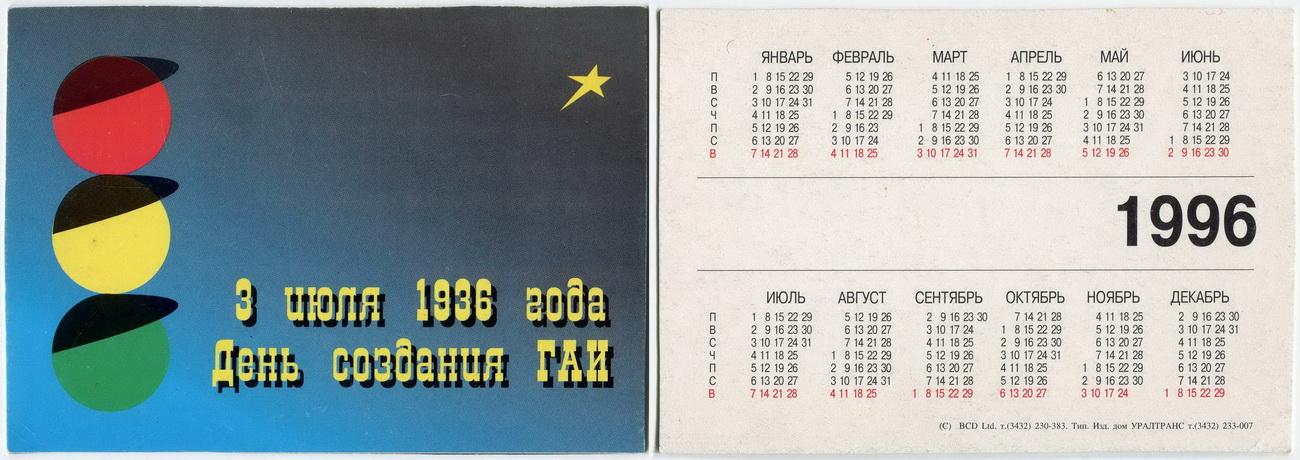 3 июля 1936 года
День создания ГАИ
ЯНВАРЬ ФЕВРАЛЬ МАРТ АПРЕЛЬ МАЙ ИЮНЬ
П 1 8 15 22 29 5 12 19 26 4 11 18 25 1 8 15 22 29 6 13 20 27 3 10 17 24
В 2 9 16 23 30 6 13 20 27 5 12 19 26 2 9 16 23 30 7 14 21 28 4 11 18 25
С 3 10 17 24 31 7 14 21 28 6 13 20 27 3 10 17 24 1 8 15 22 29 5 12 19 26
Ч 4 11 18 25 1 8 15 22 29 7 14 21 28 4 11 18 25 2 9 16 23 30 6 13 20 27
П 5 12 19 26 2 9 16 23 1 8 15 22 29 5 12 19 26 3 10 17 24 31 7 14 21 28
С 6 13 20 27 3 10 17 24 2 9 16 23 30 6 13 20 27 4 11 18 25 1 8 15 22 29
В 7 14 21 28 4 11 18 25 3 10 17 24 31 7 14 21 28 5 12 19 26 2 9 16 23 30
1996
ИЮЛЬ АВГУСТ СЕНТЯБРЬ ОКТЯБРЬ НОЯБРЬ ДЕКАБРЬ
П 1 8 15 22 29 5 12 19 26 2 9 16 23 30 7 14 21 28 4 11 18 25 2 9 16 23 30
В 2 9 16 23 30 6 13 20 27 3 10 17 24 1 8 15 22 29 5 12 19 26 3 10 17 24 31
С 3 10 17 24 31 7 14 21 28 4 11 18 25 2 9 16 23 30 6 13 20 27 4 11 18 25
Ч 4 11 18 25 1 8 15 22 29 5 12 19 26 3 10 17 24 31 7 14 21 28 5 12 19 26
П 5 12 19 26 2 9 16 23 30 6 13 20 27 4 11 18 25 1 8 15 22 29 6 13 20 27
С 6 13 20 27 3 10 17 24 31 7 14 21 28 5 12 19 26 2 9 16 23 30 7 14 21 28
В 7 14 21 28 4 11 18 25 1 8 15 22 29 6 13 20 27 3 10 17 24 1 8 15 22 29
(C) BCD Ltd. т.(3432) 230-383. Тип. Изд. дом УРАЛТРАНС т.(3432) 233-007